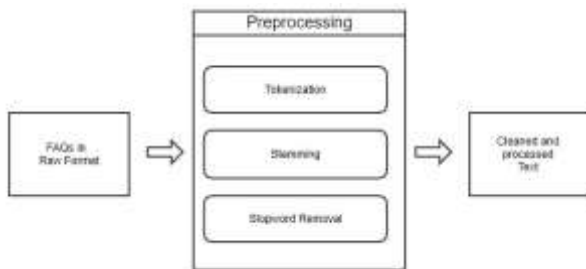 Preprocessing
Tokenization
FAQs in
Raw Format
Stemming
Cleaned and
processed
Text
Stopword Removal